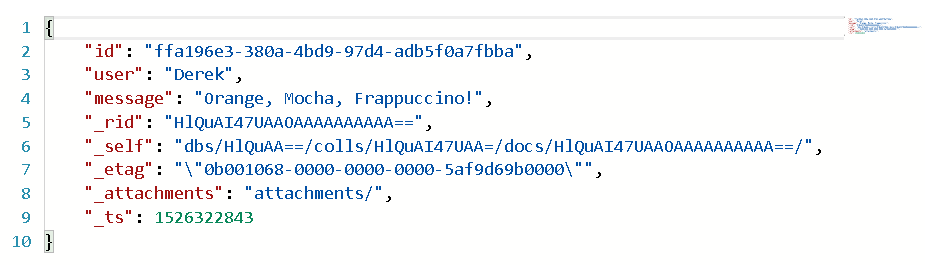 1 {
2 "id": "ffa196e3-380a-4bd9-97d4-adb5f0a7fbba",
3 "user": "Derek",
4 "message": "Orange, Mocha, Frappuccino!",
5 "_rid": "HlQuAI47UAAOAAAAAAAAAA==",
6 "_self": "dbs/HlQuAA==/colls/HlQuAI47UAA=/docs/HlQuAI47UAAOAAAAAAAAAA==/",
7 "_etag": "\"0b001068-0000-0000-0000-5af9d69b0000\"",
8 "_attachments": "attachments/",
9 "_ts": 1526322843
10 }